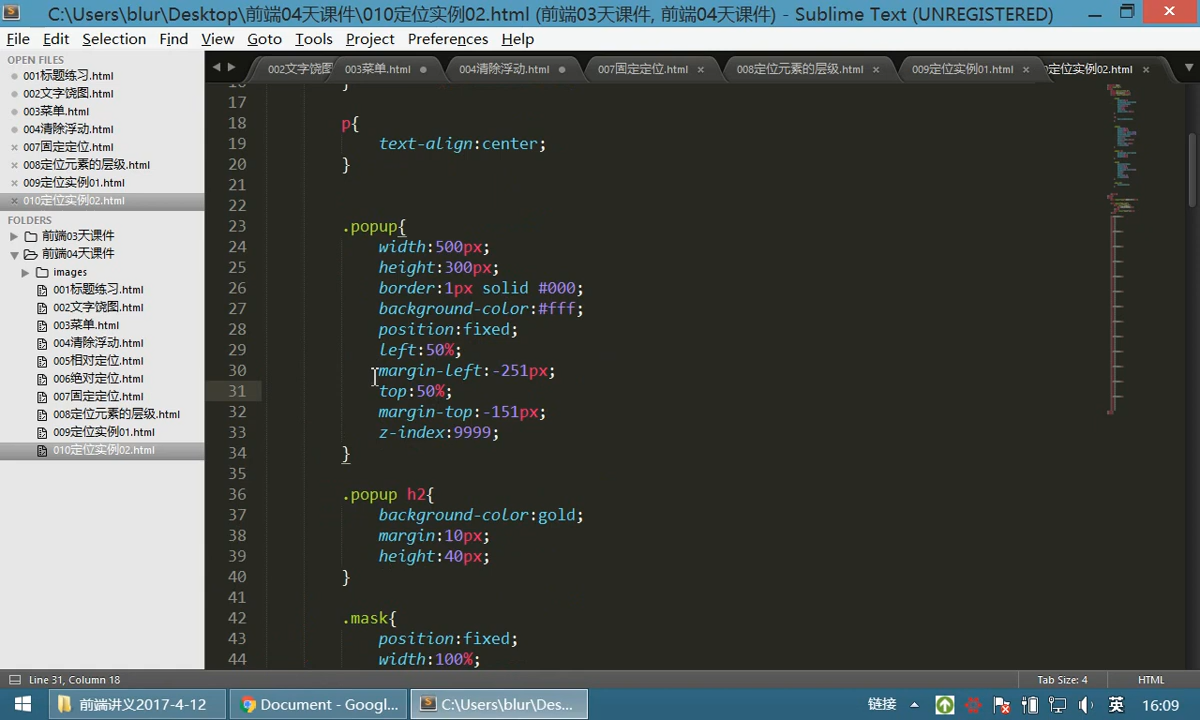 C:\Users\blur\Desktop\前端04天课件\010定位实例02.html (前端03天课件, 前端04天课件) - Sublime Text (UNREGISTERED)
File Edit Selection Find View Goto Tools Project Preferences Help
OPEN FILES
001标题练习.html
002文字饶图.html
003菜单.html
004清除浮动.html
007固定定位.html
008定位元素的层级.html
009定位实例01.html
010定位实例02.html
FOLDERS
前端03天课件
前端04天课件
images
001标题练习.html
002文字饶图.html
003菜单.html
004清除浮动.html
005相对定位.html
006绝对定位.html
007固定定位.html
008定位元素的层级.html
009定位实例01.html
010定位实例02.html
002文字饶图 003菜单.html 004清除浮动.html 007固定定位.html 008定位元素的层级.html 009定位实例01.html 定位实例02.html
16 }
17
18 p{
19 text-align:center;
20 }
21
22
23 .popup{
24 width:500px;
25 height:300px;
26 border:1px solid #000;
27 background-color:#fff;
28 position:fixed;
29 left:50%;
30 margin-left:-251px;
31 top:50%;
32 margin-top:-151px;
33 z-index:9999;
34 }
35
36 .popup h2{
37 background-color:gold;
38 margin:10px;
39 height:40px;
40 }
41
42 .mask{
43 position:fixed;
44 width:100%;
Line 31, Column 18 Tab Size: 4 HTML
前端讲义2017-4-12 Document - Googl... C:\Users\blur\Des... 链接 英 16:09